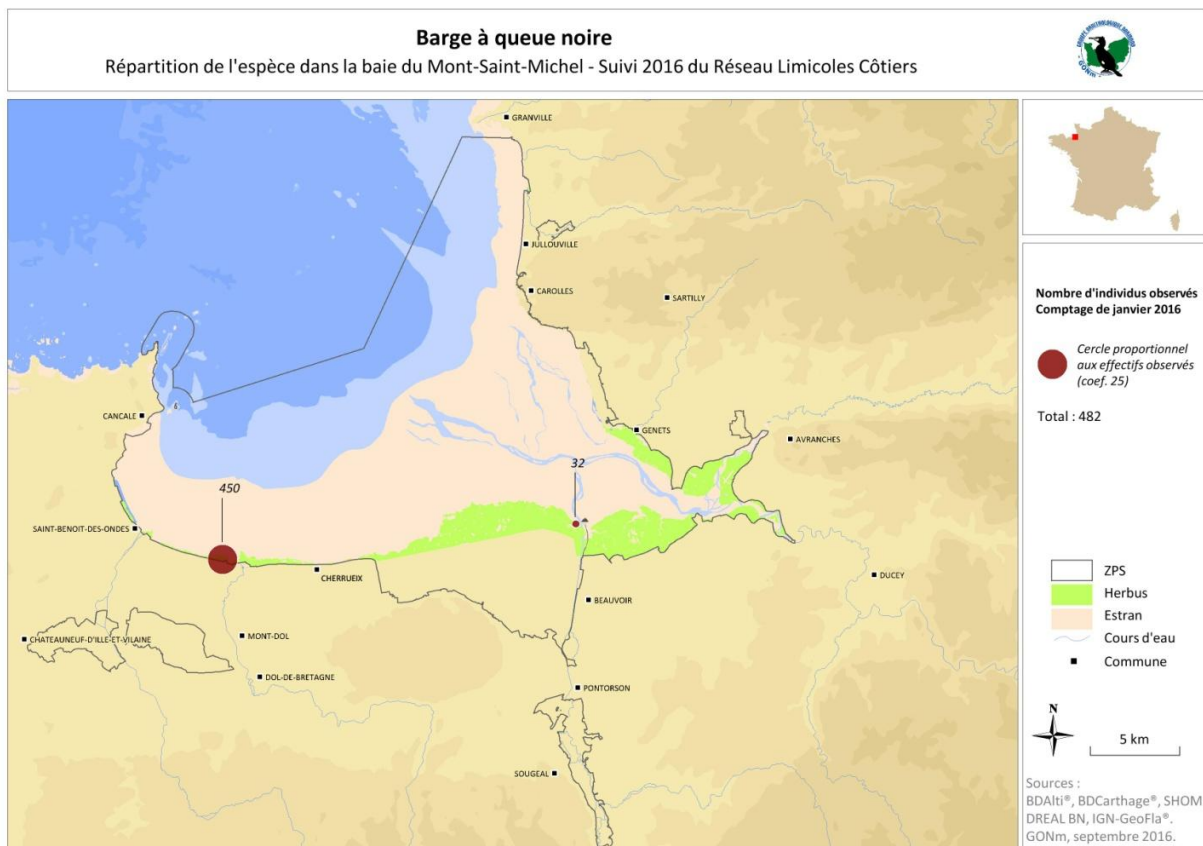 Barge à queue noire
Répartition de l'espèce dans la baie du Mont-Saint-Michel - Suivi 2016 du Réseau Limicoles Côtiers
GONm
GRANVILLE
JULLOUVILLE
CAROLLES
SARTILLY
CANCALE
GENETS
AVRANCHES
32
450
SAINT-BENOIT-DES-ONDES
CHERRUEIX
DUCEY
BEAUVOIR
CHATEAUNEUF-D'ILLE-ET-VILAINE
MONT-DOL
DOL-DE-BRETAGNE
PONTORSON
SOUGEAL
Nombre d'individus observés
Comptage de janvier 2016
Cercle proportionnel
aux effectifs observés
(coef. 25)
Total : 482
ZPS
Herbus
Estran
Cours d'eau
Commune
N
5 km
Sources :
BDAlti®, BDCarthage®, SHOM
DREAL BN, IGN-GeoFla®.
GONm, septembre 2016.